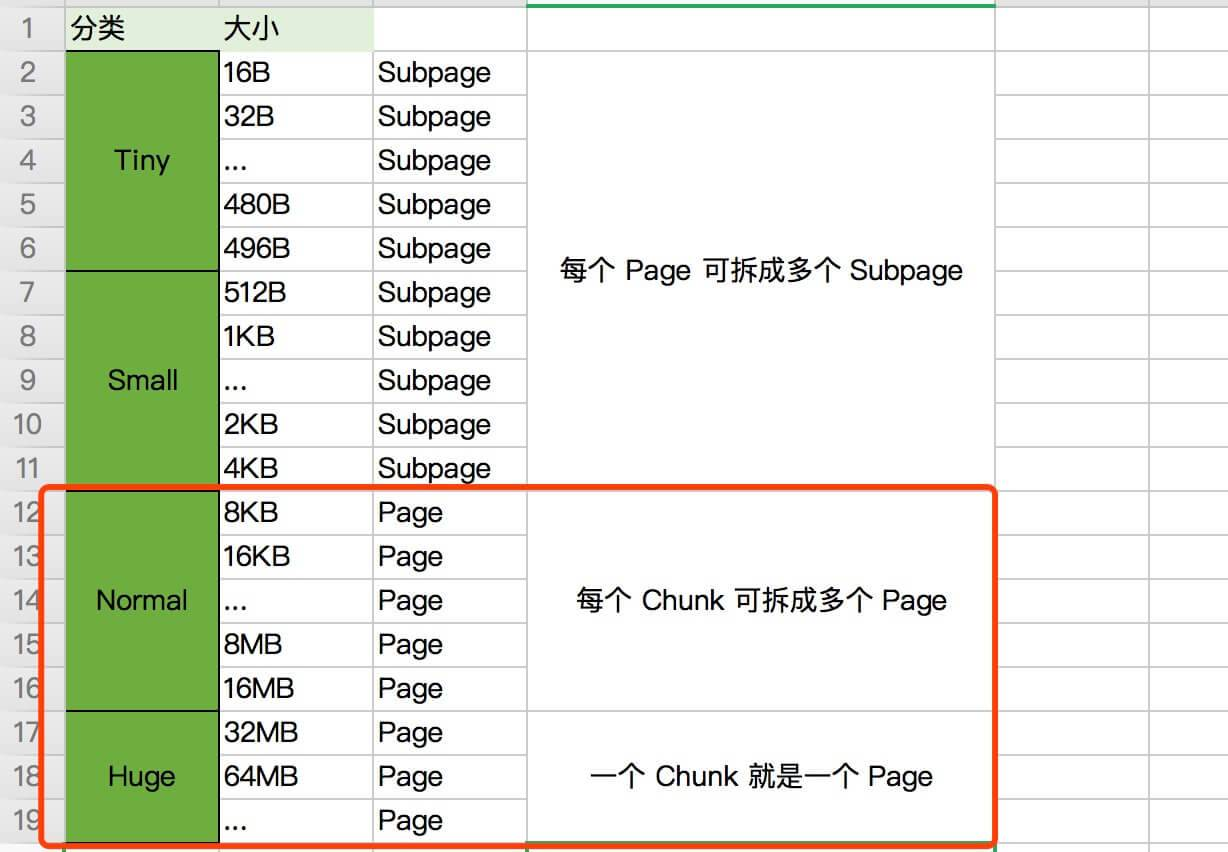 1 分类 大小
2 16B Subpage
3 32B Subpage
4 Tiny ... Subpage
5 480B Subpage
6 496B Subpage
每个 Page 可拆成多个 Subpage
7 512B Subpage
8 1KB Subpage
9 Small ... Subpage
10 2KB Subpage
11 4KB Subpage
12 8KB Page
13 16KB Page
14 Normal ... Page 每个 Chunk 可拆成多个 Page
15 8MB Page
16 16MB Page
17 32MB Page
18 Huge 64MB Page 一个 Chunk 就是一个 Page
19 ... Page